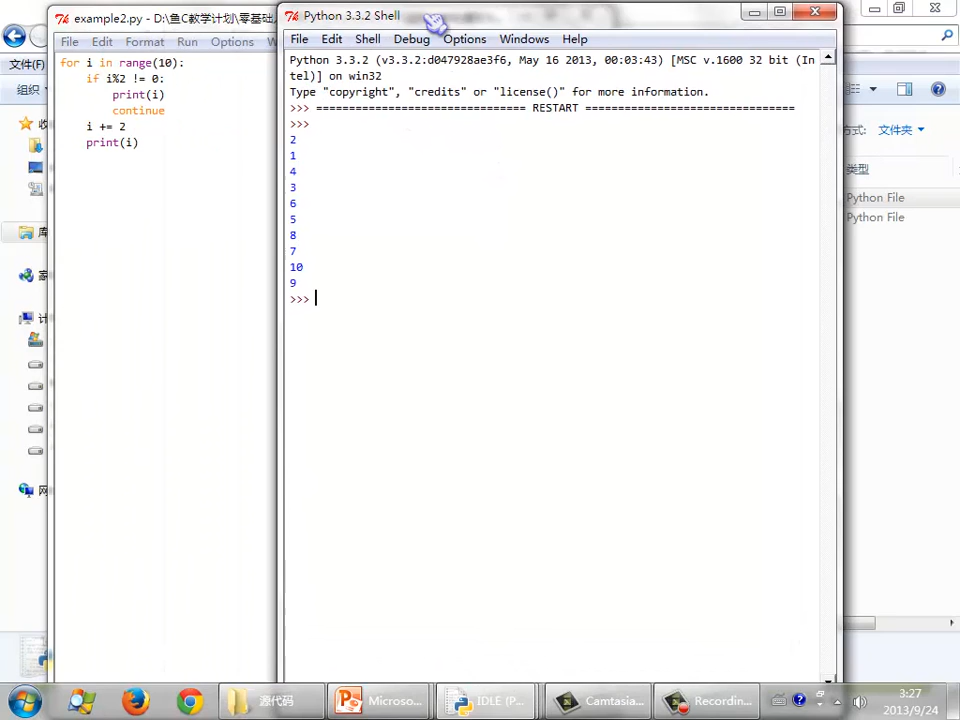 example2.py - D:\鱼C教学计划\零基础
File Edit Format Run Options
for i in range(10):
    if i%2 != 0:
        print(i)
        continue
    i += 2
    print(i)
Python 3.3.2 Shell
File Edit Shell Debug Options Windows Help
Python 3.3.2 (v3.3.2:d047928ae3f6, May 16 2013, 00:03:43) [MSC v.1600 32 bit (In
tel)] on win32
Type "copyright", "credits" or "license()" for more information.
>>> ================================ RESTART ================================
>>>
2
1
4
3
6
5
8
7
10
9
>>>
文件(F)
组织
收
库
家
计
网
方式: 文件夹
类型
Python File
Python File
源代码
Microso...
IDLE (P...
Camtasia...
Recordin...
3:27
2013/9/24